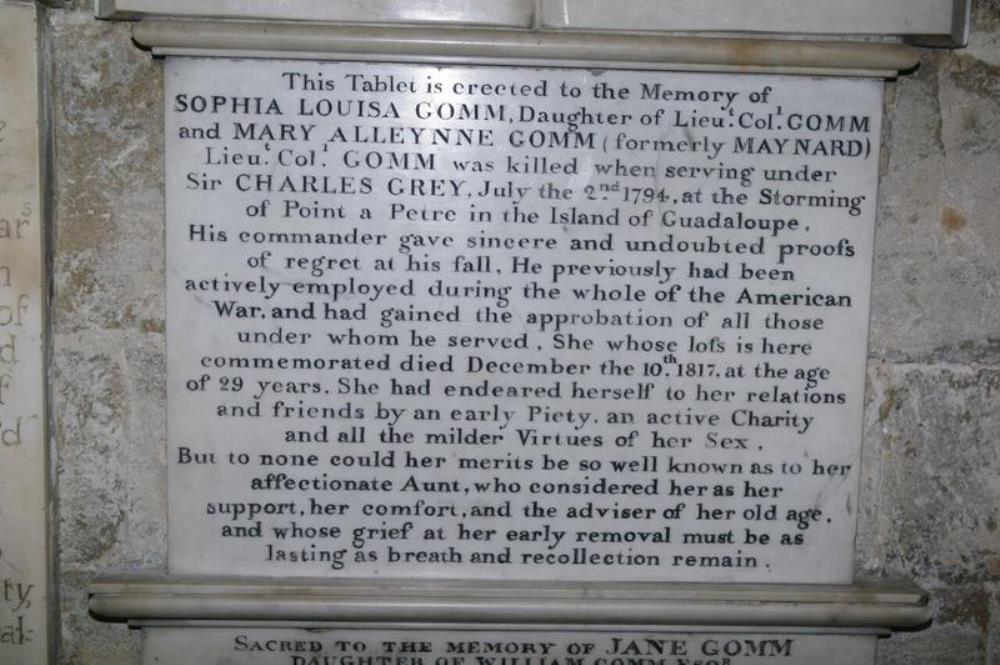 This Tablet is erected to the Memory of
SOPHIA LOUISA GOMM, Daughter of Lieuᵗ. Colˡ. GOMM
and MARY ALLEYNNE GOMM (formerly MAYNARD)
Lieuᵗ. Colˡ. GOMM was killed when serving under
Sir CHARLES GREY, July the 2ⁿᵈ. 1794, at the Storming
of Point a Petre in the Island of Guadaloupe,
His commander gave sincere and undoubted proofs
of regret at his fall, He previously had been
actively employed during the whole of the American
War, and had gained the approbation of all those
under whom he served. She whose loſs is here
commemorated died December the 10ᵗʰ. 1817, at the age
of 29 years. She had endeared herself to her relations
and friends by an early Piety, an active Charity
and all the milder Virtues of her Sex.
But to none could her merits be so well known as to her
affectionate Aunt, who considered her as her
support, her comfort, and the adviser of her old age,
and whose grief at her early removal must be as
lasting as breath and recollection remain.
SACRED TO THE MEMORY OF JANE GOMM
DAUGHTER OF WILLIAM GOMM ESQR